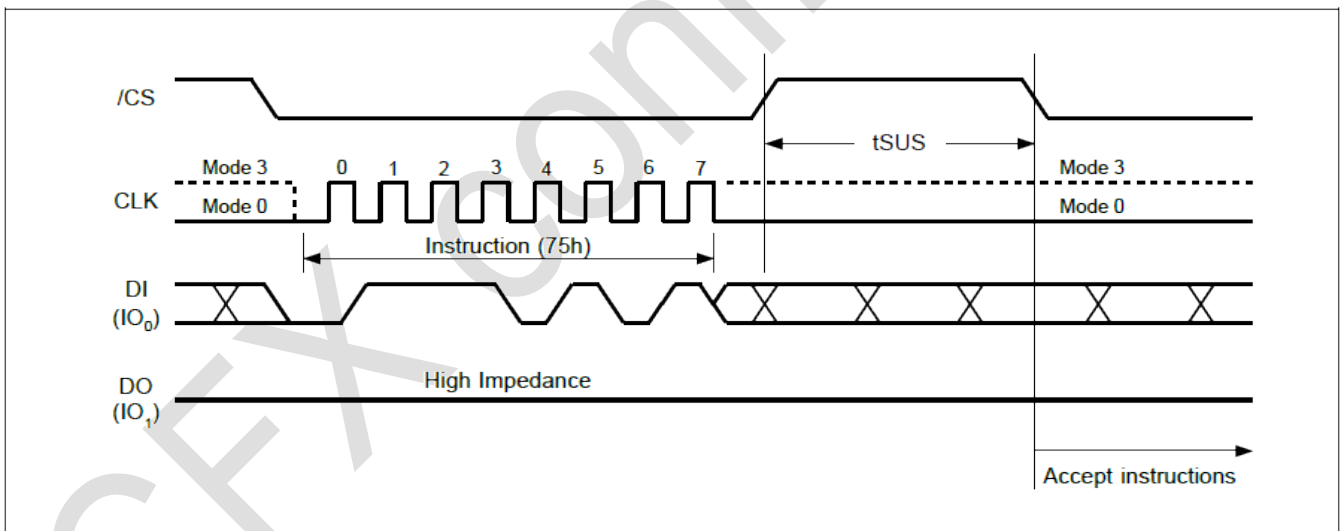 /CS
tSUS
Mode 3 0 1 2 3 4 5 6 7 Mode 3
CLK
Mode 0 Mode 0
Instruction (75h)
DI
(IO₀)
High Impedance
DO
(IO₁)
Accept instructions